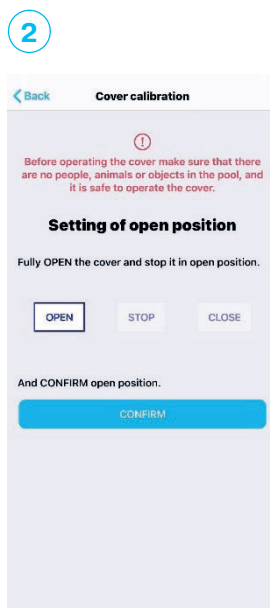 2
Back
Cover calibration
Before operating the cover make sure that there
are no people, animals or objects in the pool, and
it is safe to operate the cover.
Setting of open position
Fully OPEN the cover and stop it in open position.
OPEN
STOP
CLOSE
And CONFIRM open position.
CONFIRM